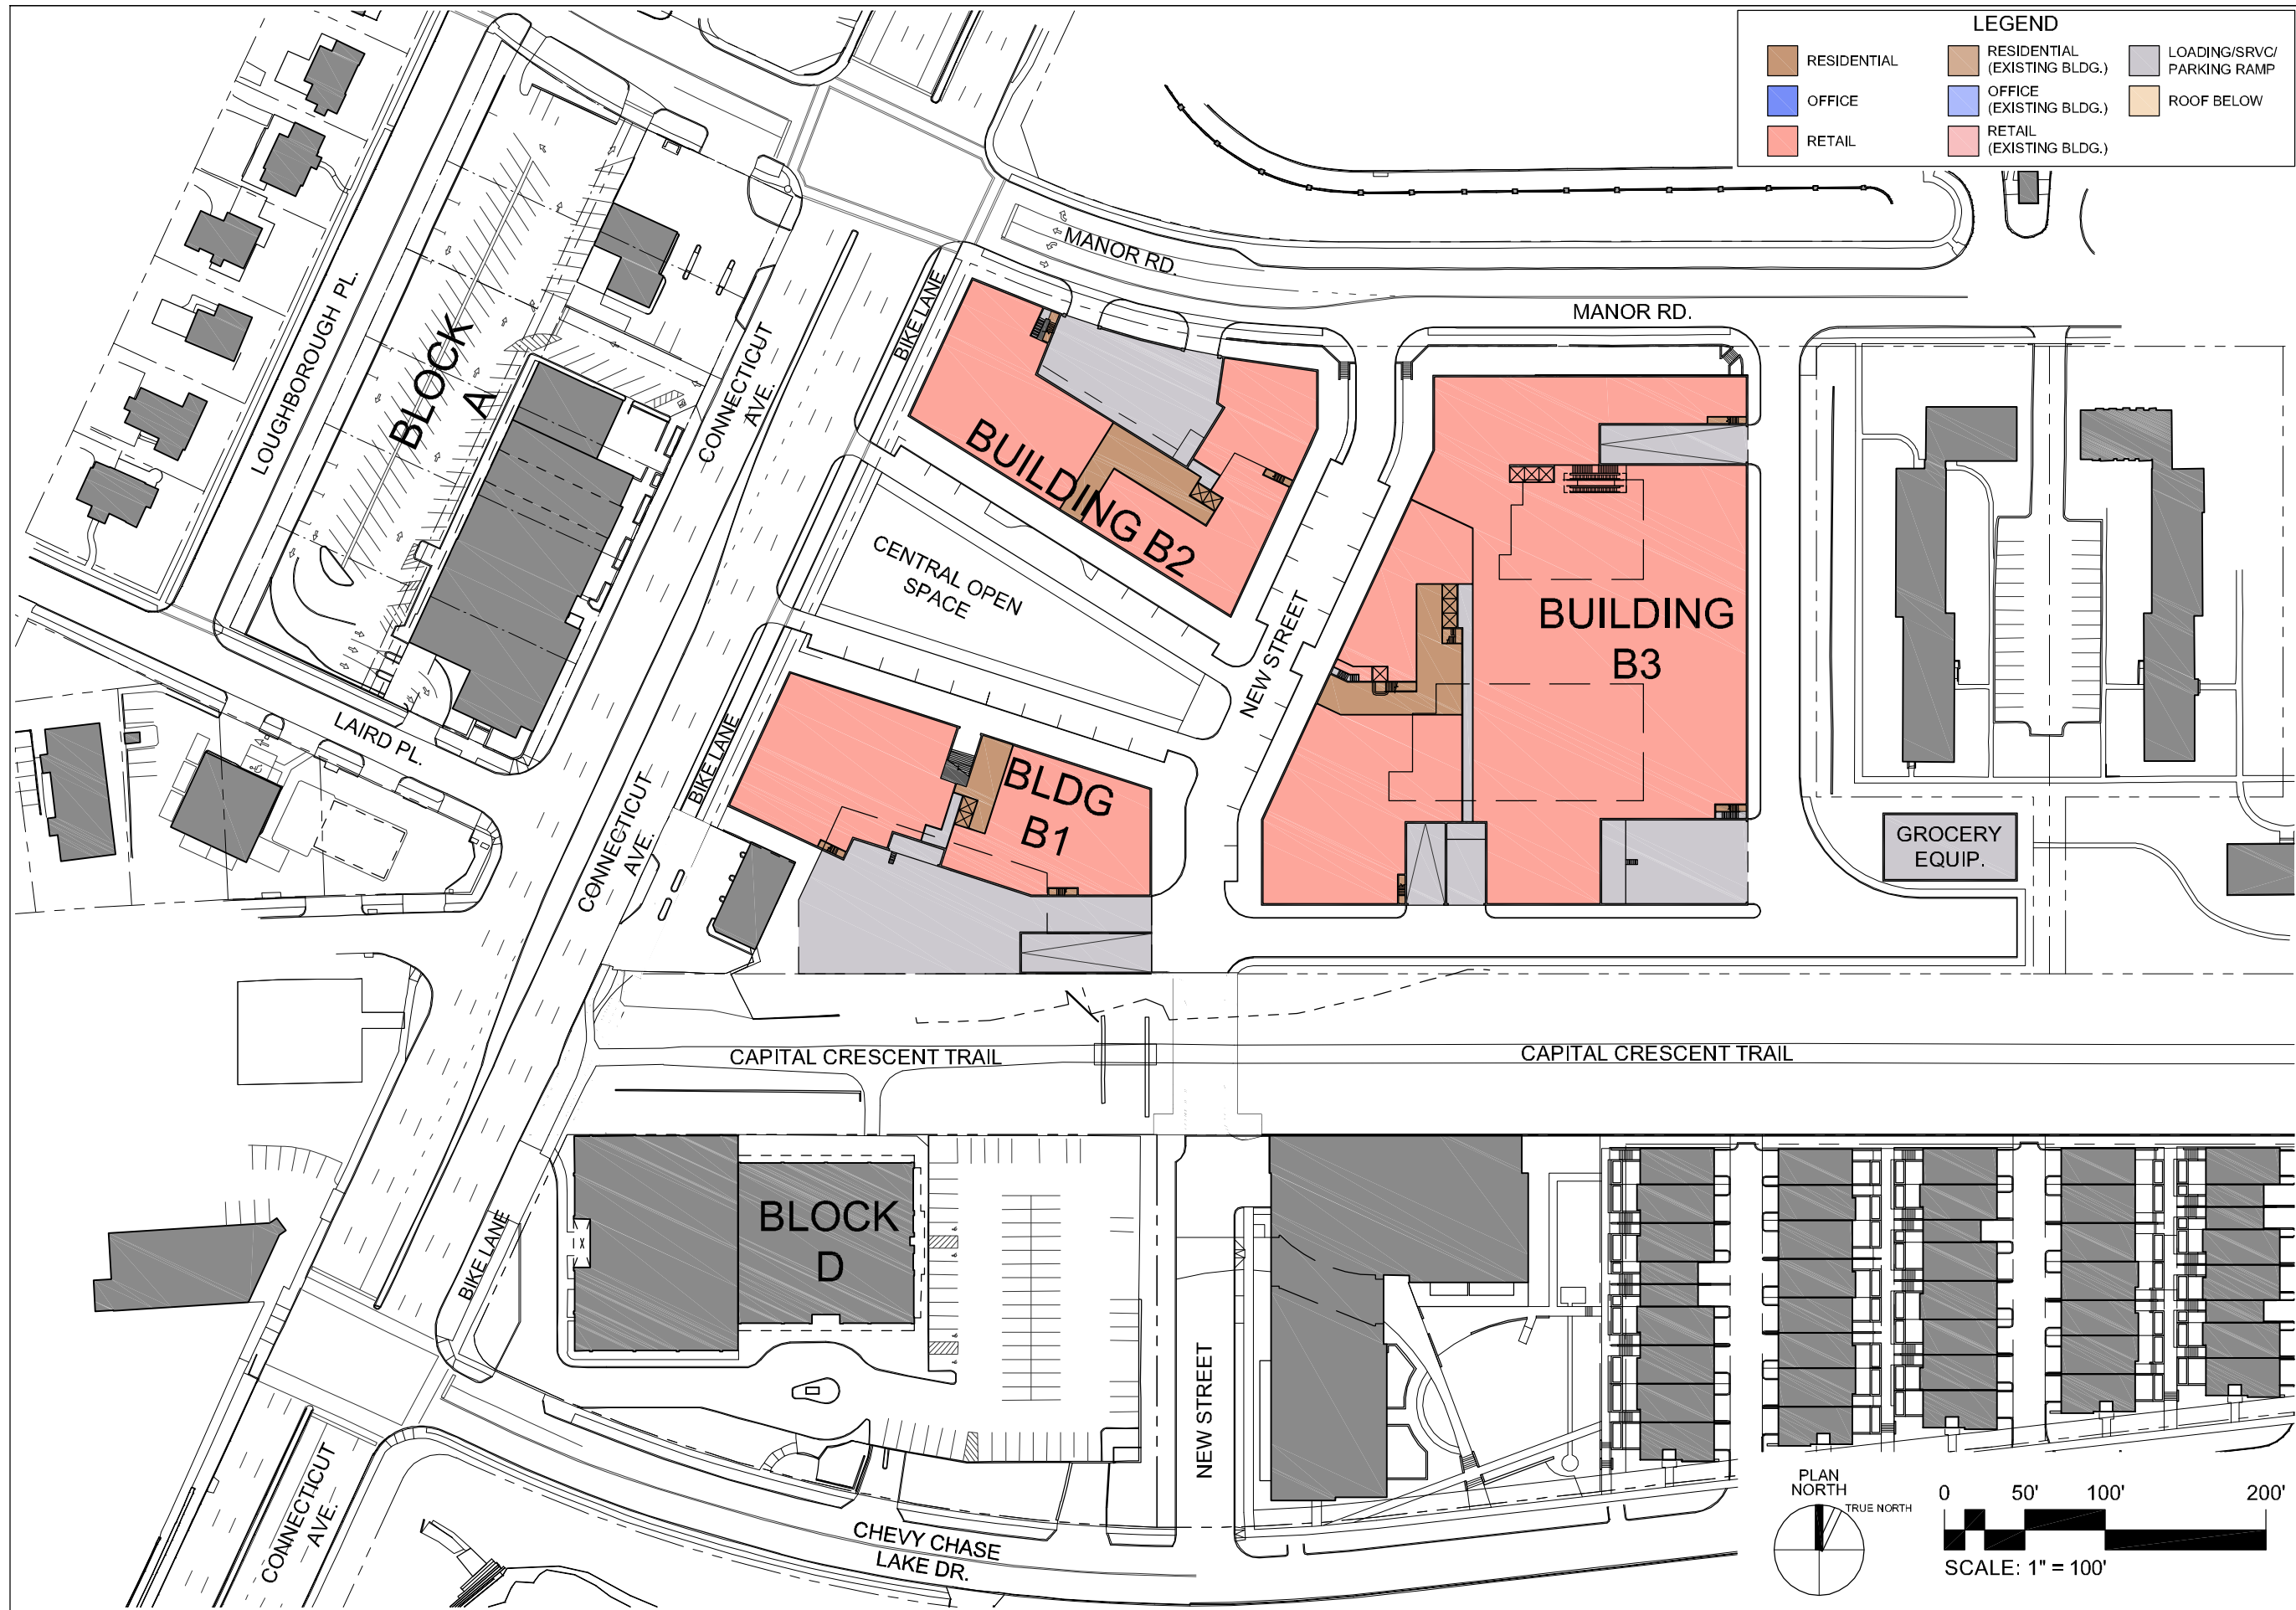 LEGEND
RESIDENTIAL
RESIDENTIAL
(EXISTING BLDG.)
LOADING/SRVC/
PARKING RAMP
OFFICE
OFFICE
(EXISTING BLDG.)
ROOF BELOW
RETAIL
RETAIL
(EXISTING BLDG.)
MANOR RD.
MANOR RD.
LOUGHBOROUGH PL.
BLOCK
A
CONNECTICUT
AVE.
BIKE LANE
BUILDING B2
CENTRAL OPEN
SPACE
NEW STREET
BUILDING
B3
LAIRD PL.
BIKE LANE
BLDG
B1
CONNECTICUT
AVE.
GROCERY
EQUIP.
CAPITAL CRESCENT TRAIL
CAPITAL CRESCENT TRAIL
BLOCK
D
BIKE LANE
NEW STREET
CONNECTICUT
AVE.
CHEVY CHASE
LAKE DR.
PLAN
NORTH
TRUE NORTH
0 50' 100' 200'
SCALE: 1" = 100'